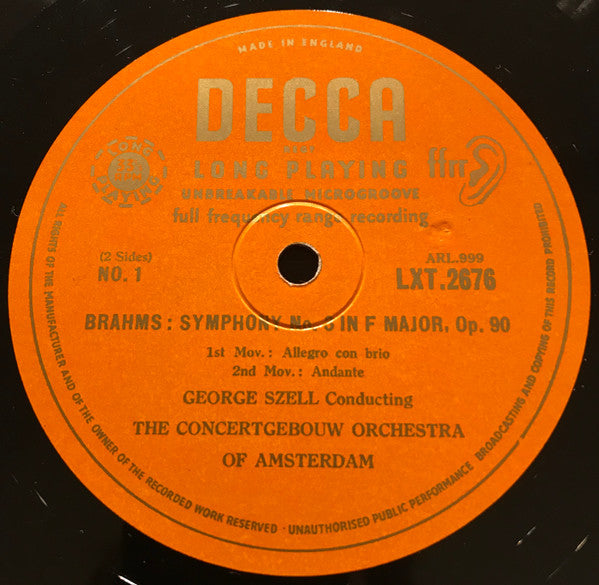 MADE IN ENGLAND
DECCA
LONG PLAYING
LONG PLAYING
ffrr
UNBREAKABLE MICROGROOVE
full frequency range recording
(2 Sides)
NO. 1
ARL.999
LXT.2676
BRAHMS : SYMPHONY No. 3 IN F MAJOR, Op. 90
1st Mov. : Allegro con brio
2nd Mov. : Andante
GEORGE SZELL Conducting
THE CONCERTGEBOUW ORCHESTRA
OF AMSTERDAM
ALL RIGHTS OF THE MANUFACTURER AND OF THE OWNER OF THE RECORDED WORK RESERVED · UNAUTHORISED PUBLIC PERFORMANCE BROADCASTING AND COPYING OF THIS RECORD PROHIBITED